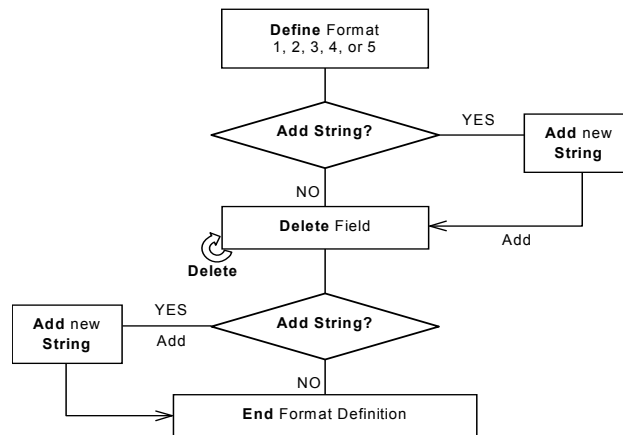 Define Format
1, 2, 3, 4, or 5
Add String?
YES
Add new
String
NO
Delete Field
Add
Delete
Add new
String
YES
Add
Add String?
NO
End Format Definition